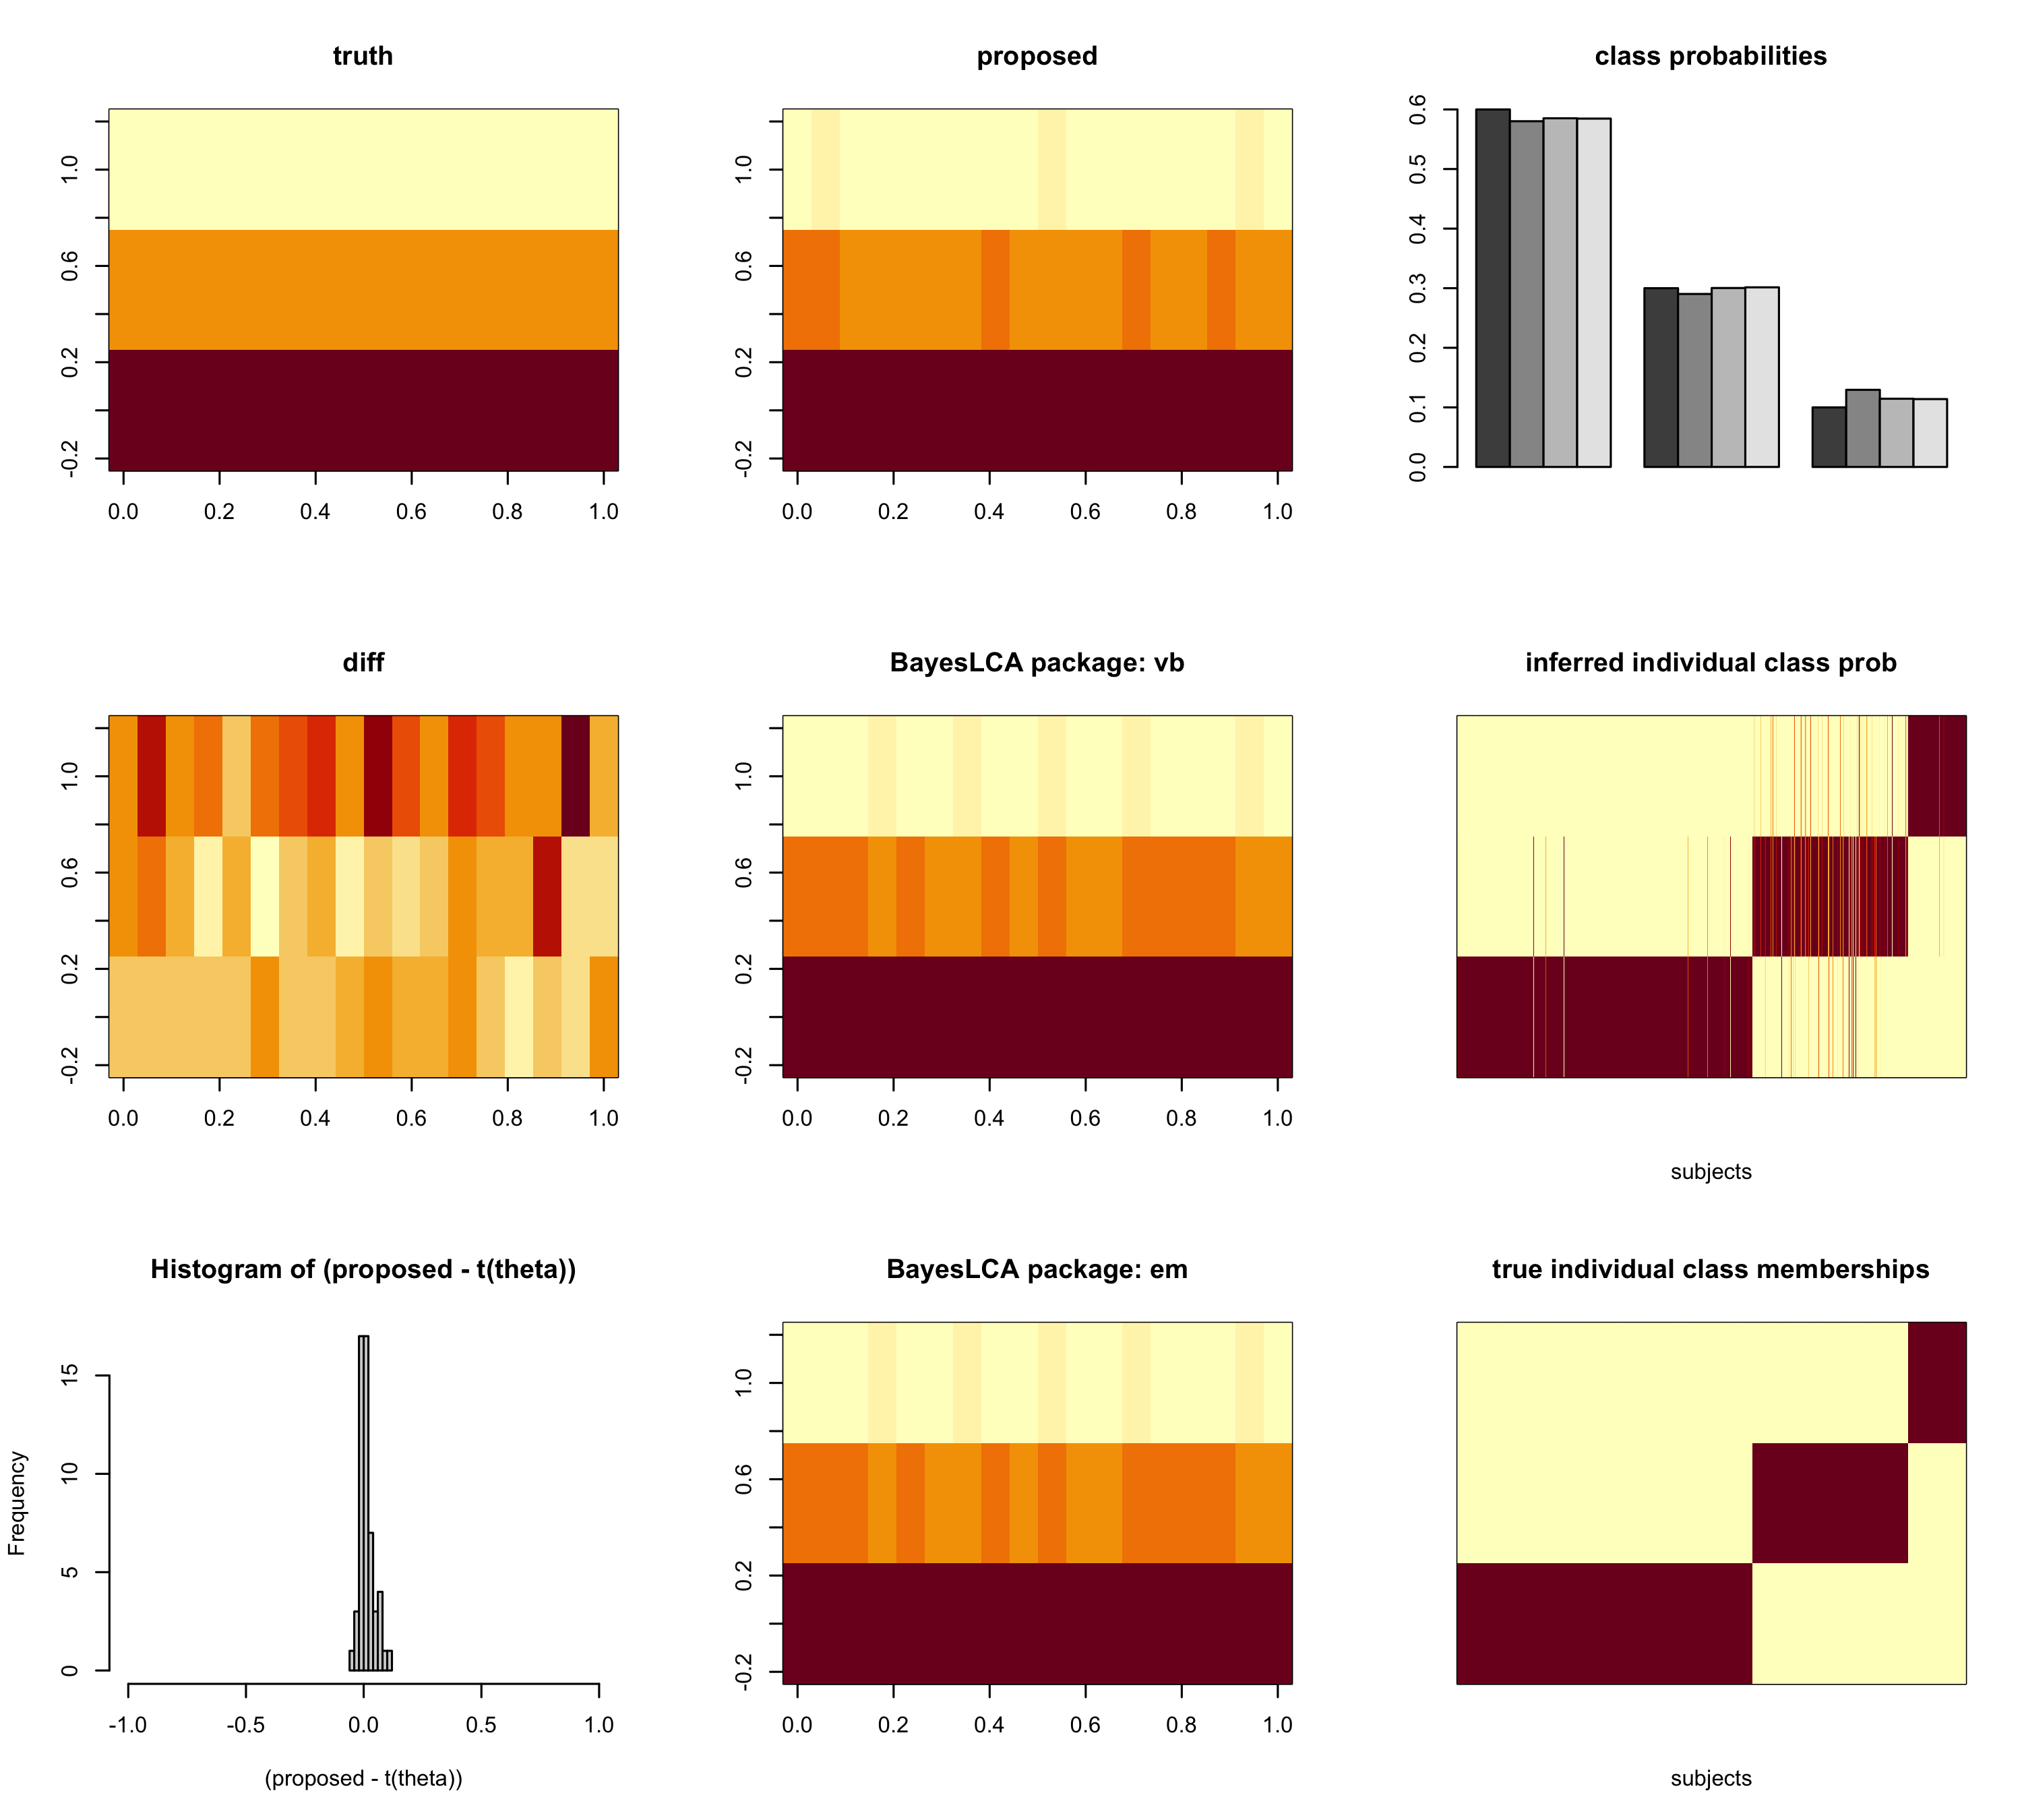 truth
1.0
0.6
0.2
-0.2
0.0 0.2 0.4 0.6 0.8 1.0
proposed
1.0
0.6
0.2
-0.2
0.0 0.2 0.4 0.6 0.8 1.0
class probabilities
0.6
0.5
0.4
0.3
0.2
0.1
0.0
diff
1.0
0.6
0.2
-0.2
0.0 0.2 0.4 0.6 0.8 1.0
BayesLCA package: vb
1.0
0.6
0.2
-0.2
0.0 0.2 0.4 0.6 0.8 1.0
inferred individual class prob
subjects
Histogram of (proposed - t(theta))
Frequency
15
10
5
0
-1.0 -0.5 0.0 0.5 1.0
(proposed - t(theta))
BayesLCA package: em
1.0
0.6
0.2
-0.2
0.0 0.2 0.4 0.6 0.8 1.0
true individual class memberships
subjects